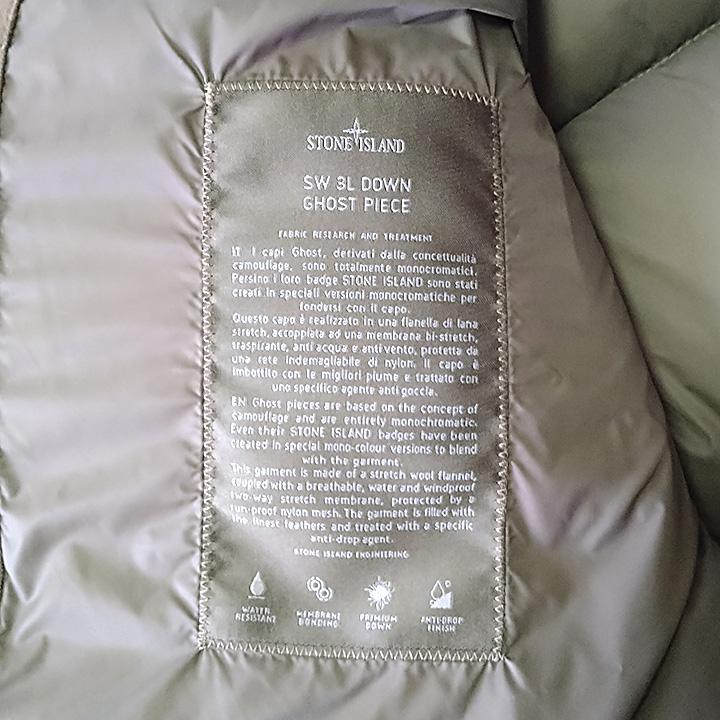 STONE ISLAND
SW 3L DOWN
GHOST PIECE
FABRIC RESEARCH AND TREATMENT
IT I capi Ghost, derivati dalla concettualità
camouflage, sono totalmente monocromatici.
Persino i loro badge STONE ISLAND sono stati
creati in speciali versioni monocromatiche per
fondersi con il capo.
Questo capo è realizzato in una flanella di lana
stretch, accoppiata ad una membrana bi-stretch,
traspirante, anti acqua e antivento, protetta da
una rete indemagliabile di nylon. Il capo è
imbottito con le migliori piume e trattato con
uno specifico agente anti goccia.
EN Ghost pieces are based on the concept of
camouflage and are entirely monochromatic.
Even their STONE ISLAND badges have been
created in special mono-colour versions to blend
with the garment.
This garment is made of a stretch wool flannel,
coupled with a breathable, water and windproof
two-way stretch membrane, protected by a
run-proof nylon mesh. The garment is filled with
the finest feathers and treated with a specific
anti-drop agent.
STONE ISLAND ENGINEERING
WATER RESISTANT
MEMBRANE BONDING
PREMIUM DOWN
ANTI-DROP FINISH